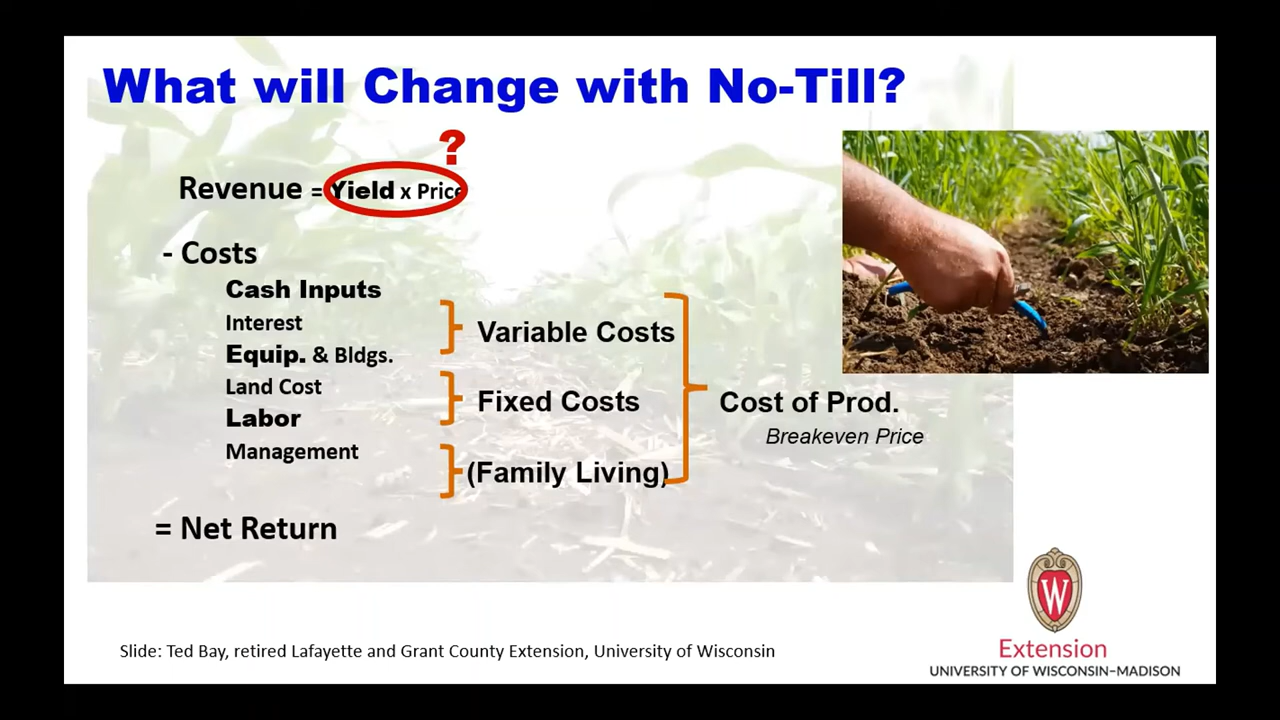 What will Change with No-Till?
?
Revenue = Yield x Price
- Costs
Cash Inputs
Interest
Equip. & Bldgs.
Land Cost
Labor
Management
Variable Costs
Fixed Costs
(Family Living)
Cost of Prod.
Breakeven Price
= Net Return
W
Extension
UNIVERSITY OF WISCONSIN–MADISON
Slide: Ted Bay, retired Lafayette and Grant County Extension, University of Wisconsin